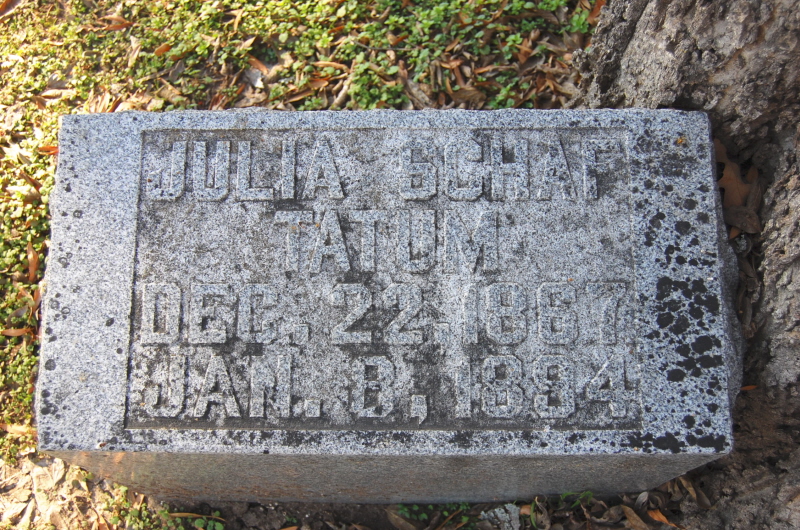 JULIA SCHAF
TATUM
DEC. 22, 1867
JAN. 8, 1894